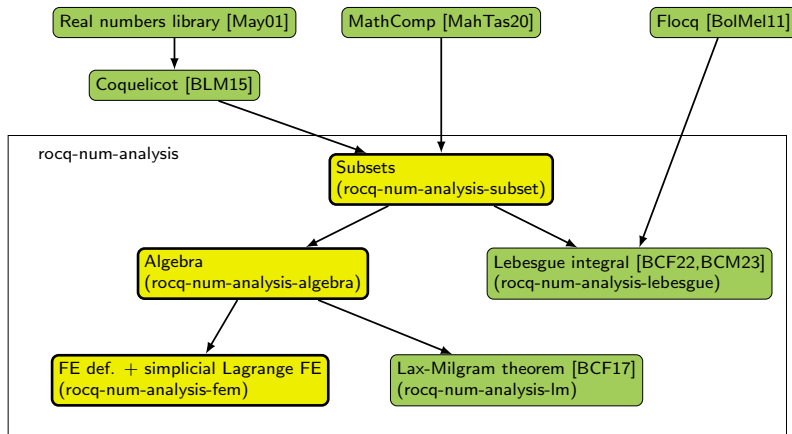 Real numbers library [May01]
MathComp [MahTas20]
Flocq [BolMel11]
Coquelicot [BLM15]
rocq-num-analysis
Subsets
(rocq-num-analysis-subset)
Algebra
(rocq-num-analysis-algebra)
Lebesgue integral [BCF22,BCM23]
(rocq-num-analysis-lebesgue)
FE def. + simplicial Lagrange FE
(rocq-num-analysis-fem)
Lax-Milgram theorem [BCF17]
(rocq-num-analysis-lm)